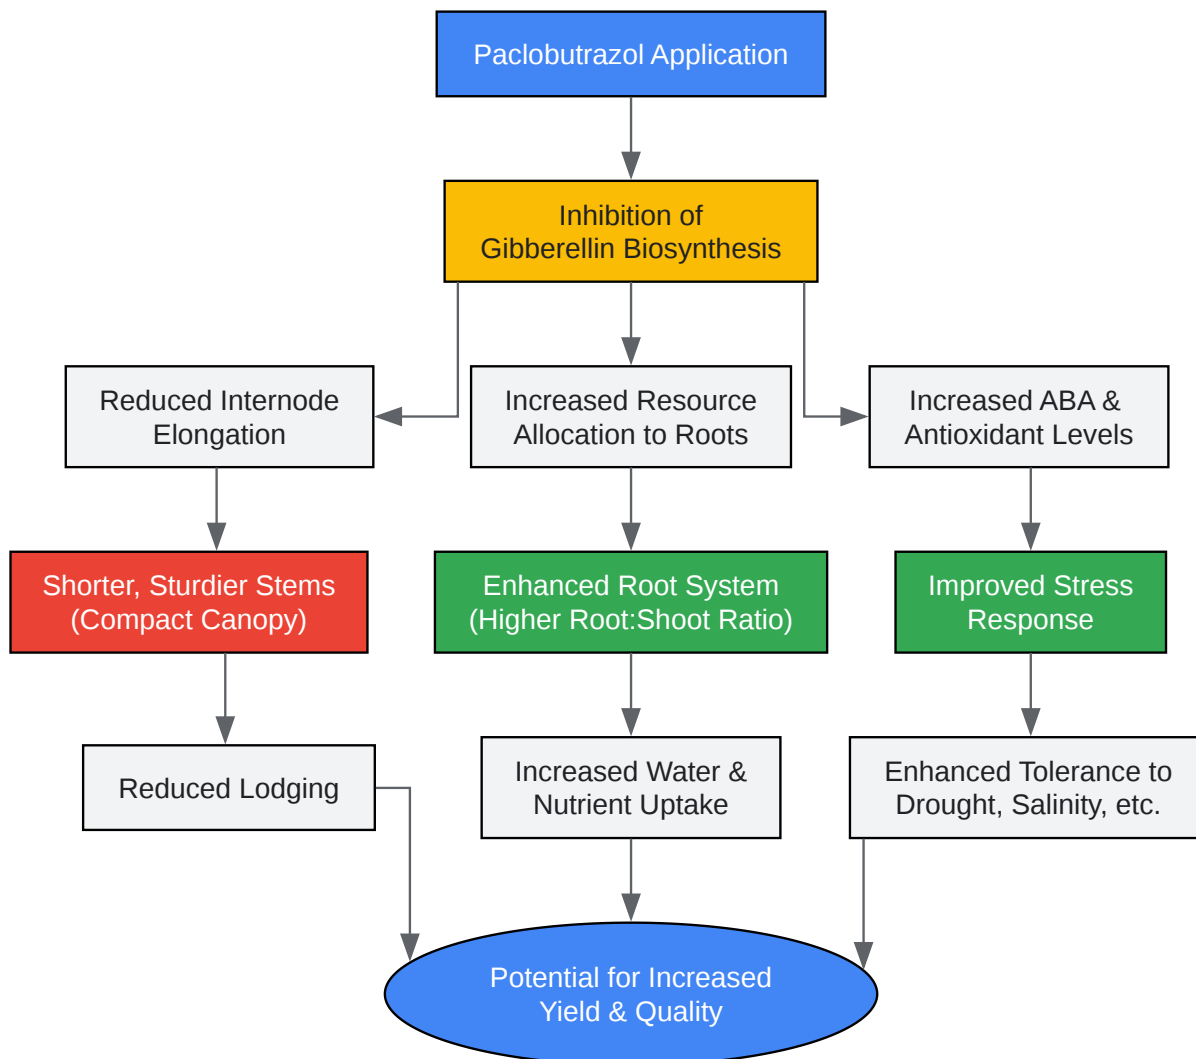 Paclobutrazol Application
Inhibition of
Gibberellin Biosynthesis
Reduced Internode
Elongation
Increased Resource
Allocation to Roots
Increased ABA &
Antioxidant Levels
Shorter, Sturdier Stems
(Compact Canopy)
Enhanced Root System
(Higher Root:Shoot Ratio)
Improved Stress
Response
Reduced Lodging
Increased Water &
Nutrient Uptake
Enhanced Tolerance to
Drought, Salinity, etc.
Potential for Increased
Yield & Quality